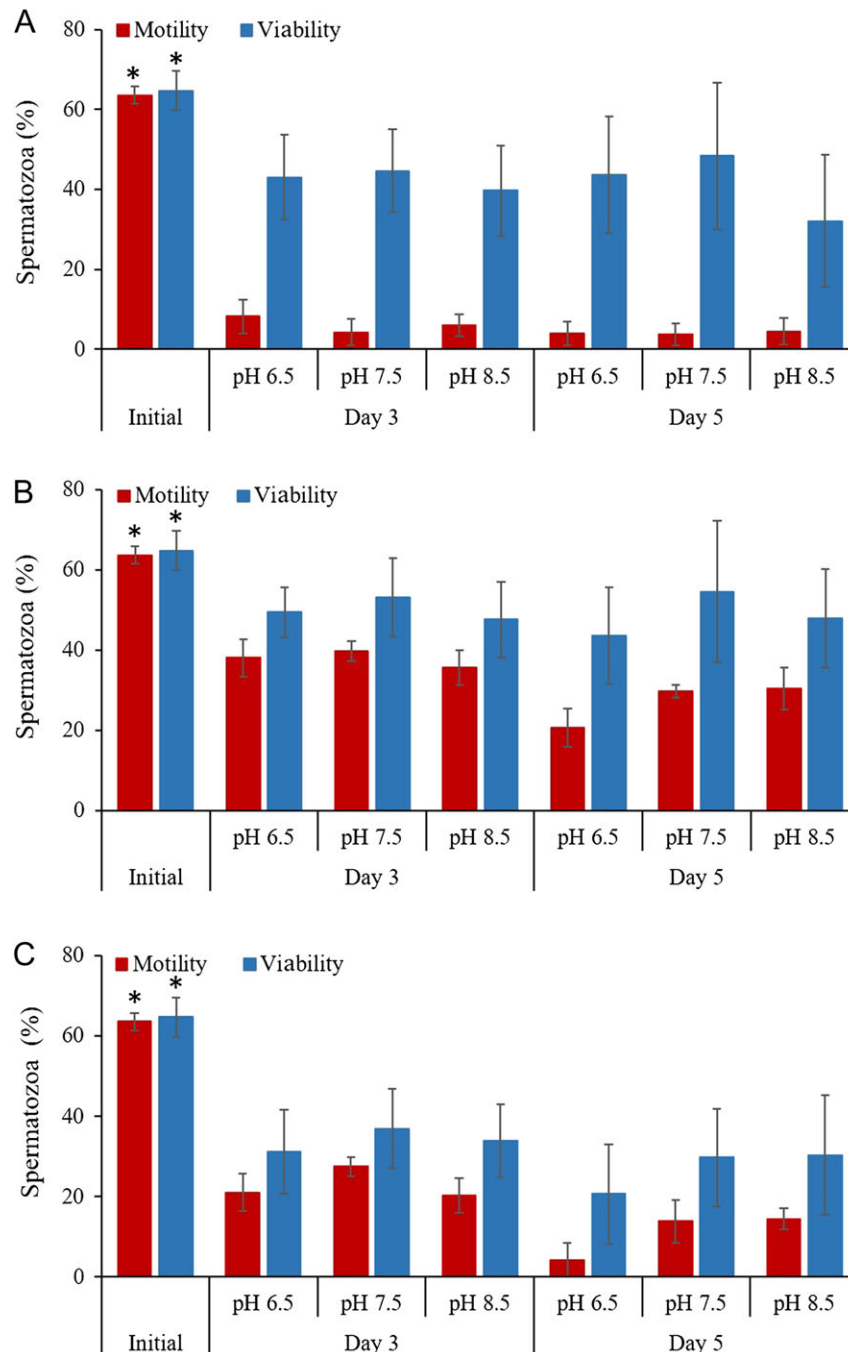 A
80
Motility Viability
* *
60
Spermatozoa (%)
40
20
0
pH 6.5 pH 7.5 pH 8.5 pH 6.5 pH 7.5 pH 8.5
Initial Day 3 Day 5
B
80
Motility Viability
* *
60
Spermatozoa (%)
40
20
0
pH 6.5 pH 7.5 pH 8.5 pH 6.5 pH 7.5 pH 8.5
Initial Day 3 Day 5
C
80
Motility Viability
* *
60
Spermatozoa (%)
40
20
0
pH 6.5 pH 7.5 pH 8.5 pH 6.5 pH 7.5 pH 8.5
Initial Day 3 Day 5